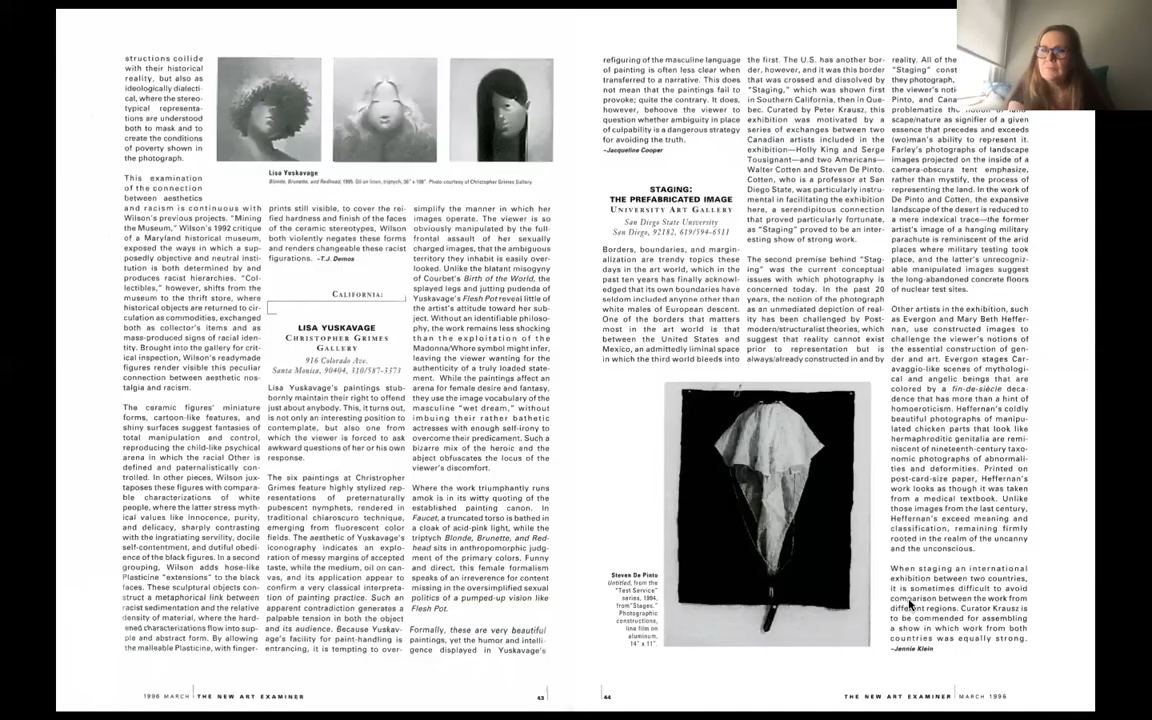 structions collide
with their historical
reality, but also as
ideologically dialecti-
cal, where the stereo-
typical representa-
tions are understood
both to mask and to
create the conditions
of poverty shown in
the photograph.
This examination
of the connection
between aesthetics
and racism is continuous with
Wilson's previous projects. "Mining
the Museum," Wilson's 1992 critique
of a Maryland historical museum,
exposed the ways in which a sup-
posedly objective and neutral insti-
tution is both determined by and
produces racist hierarchies. "Col-
lectibles," however, shifts from the
museum to the thrift store, where
historical objects are returned to cir-
culation as commodities, exchanged
both as collector's items and as
mass-produced signs of racial iden-
tity. Brought into the gallery for crit-
ical inspection, Wilson's readymade
figures render visible this peculiar
connection between aesthetic nos-
talgia and racism.
The ceramic figures' miniature
forms, cartoon-like features, and
shiny surfaces suggest fantasies of
total manipulation and control,
reproducing the child-like psychical
arena in which the racial Other is
defined and paternalistically con-
trolled. In other pieces, Wilson jux-
taposes these figures with compara-
ble characterizations of white
people, where the latter stress myth-
ical values like innocence, purity,
and delicacy, sharply contrasting
with the ingratiating servility, docile
self-contentment, and dutiful obedi-
ence of the black figures. In a second
grouping, Wilson adds hose-like
Plasticine "extensions" to the black
faces. These sculptural objects con-
struct a metaphorical link between
racist sedimentation and the relative
density of material, where the hard-
ened characterizations flow into sup-
ple and abstract form. By allowing
the malleable Plasticine, with finger-
Lisa Yuskavage
Blonde, Brunette, and Redhead, 1995. Oil on linen, triptych, 36" x 108". Photo courtesy of Christopher Grimes Gallery.
prints still visible, to cover the rei-
fied hardness and finish of the faces
of the ceramic stereotypes, Wilson
both violently negates these forms
and renders changeable these racist
figurations. –T.J. Demos
CALIFORNIA:
LISA YUSKAVAGE
CHRISTOPHER GRIMES
GALLERY
916 Colorado Ave.
Santa Monica, 90404, 310/587-3373
Lisa Yuskavage's paintings stub-
bornly maintain their right to offend
just about anybody. This, it turns out,
is not only an interesting position to
contemplate, but also one from
which the viewer is forced to ask
awkward questions of her or his own
response.
The six paintings at Christopher
Grimes feature highly stylized rep-
resentations of preternaturally
pubescent nymphets, rendered in
traditional chiaroscuro technique,
emerging from fluorescent color
fields. The aesthetic of Yuskavage's
iconography indicates an explo-
ration of messy margins of accepted
taste, while the medium, oil on can-
vas, and its application appear to
confirm a very classical interpreta-
tion of painting practice. Such an
apparent contradiction generates a
palpable tension in both the object
and its audience. Because Yuskav-
age's facility for paint-handling is
entrancing, it is tempting to over-
simplify the manner in which her
images operate. The viewer is so
obviously manipulated by the full-
frontal assault of her sexually
charged images, that the ambiguous
territory they inhabit is easily over-
looked. Unlike the blatant misogyny
of Courbet's Birth of the World, the
splayed legs and jutting pudenda of
Yuskavage's Flesh Pot reveal little of
the artist's attitude toward her sub-
ject. Without an identifiable philoso-
phy, the work remains less shocking
than the exploitation of the
Madonna/Whore symbol might infer,
leaving the viewer wanting for the
authenticity of a truly loaded state-
ment. While the paintings affect an
arena for female desire and fantasy,
they use the image vocabulary of the
masculine "wet dream," without
imbuing their rather bathetic
actresses with enough self-irony to
overcome their predicament. Such a
bizarre mix of the heroic and the
abject obfuscates the locus of the
viewer's discomfort.
Where the work triumphantly runs
amok is in its witty quoting of the
established painting canon. In
Faucet, a truncated torso is bathed in
a cloak of acid-pink light, while the
triptych Blonde, Brunette, and Red-
head sits in anthropomorphic judg-
ment of the primary colors. Funny
and direct, this female formalism
speaks of an irreverence for content
missing in the oversimplified sexual
politics of a pumped-up vision like
Flesh Pot.
Formally, these are very beautiful
paintings, yet the humor and intelli-
gence displayed in Yuskavage's
1996 MARCH THE NEW ART EXAMINER 43
refiguring of the masculine language
of painting is often less clear when
transferred to a narrative. This does
not mean that the paintings fail to
provoke; quite the contrary. It does,
however, behoove the viewer to
question whether ambiguity in place
of culpability is a dangerous strategy
for avoiding the truth.
–Jacqueline Cooper
STAGING:
THE PREFABRICATED IMAGE
UNIVERSITY ART GALLERY
San Diego State University
San Diego, 92182, 619/594-6511
Borders, boundaries, and margin-
alization are trendy topics these
days in the art world, which in the
past ten years has finally acknowl-
edged that its own boundaries have
seldom included anyone other than
white males of European descent.
One of the borders that matters
most in the art world is that
between the United States and
Mexico, an admittedly liminal space
in which the third world bleeds into
the first. The U.S. has another bor-
der, however, and it was this border
that was crossed and dissolved by
"Staging," which was shown first
in Southern California, then in Que-
bec. Curated by Peter Krausz, this
exhibition was motivated by a
series of exchanges between two
Canadian artists included in the
exhibition—Holly King and Serge
Tousignant—and two Americans—
Walter Cotten and Steven De Pinto.
Cotten, who is a professor at San
Diego State, was particularly instru-
mental in facilitating the exhibition
here, a serendipitous connection
that proved particularly fortunate,
as "Staging" proved to be an inter-
esting show of strong work.
The second premise behind "Stag-
ing" was the current conceptual
issues with which photography is
concerned today. In the past 20
years, the notion of the photograph
as an unmediated depiction of real-
ity has been challenged by Post-
modern/structuralist theories, which
suggest that reality cannot exist
prior to representation but is
always/already constructed in and by
Steven De Pinto
Untitled, from the
"Test Service"
series, 1994,
from "Stages."
Photographic
constructions,
line film on
aluminum,
14" x 11".
reality. All of the
"Staging" const
they photograph,
the viewer's noti
Pinto, and Cana
problematize the notion of land-
scape/nature as signifier of a given
essence that precedes and exceeds
(wo)man's ability to represent it.
Farley's photographs of landscape
images projected on the inside of a
camera-obscura tent emphasize,
rather than mystify, the process of
representing the land. In the work of
De Pinto and Cotten, the expansive
landscape of the desert is reduced to
a mere indexical trace—the former
artist's image of a hanging military
parachute is reminiscent of the arid
places where military testing took
place, and the latter's unrecogniz-
able manipulated images suggest
the long-abandoned concrete floors
of nuclear test sites.
Other artists in the exhibition, such
as Evergon and Mary Beth Heffer-
nan, use constructed images to
challenge the viewer's notions of
the essential construction of gen-
der and art. Evergon stages Car-
avaggio-like scenes of mythologi-
cal and angelic beings that are
colored by a fin-de-siècle deca-
dence that has more than a hint of
homoeroticism. Heffernan's coldly
beautiful photographs of manipu-
lated chicken parts that look like
hermaphroditic genitalia are remi-
niscent of nineteenth-century taxo-
nomic photographs of abnormali-
ties and deformities. Printed on
post-card-size paper, Heffernan's
work looks as though it was taken
from a medical textbook. Unlike
those images from the last century,
Heffernan's exceed meaning and
classification, remaining firmly
rooted in the realm of the uncanny
and the unconscious.
When staging an international
exhibition between two countries,
it is sometimes difficult to avoid
comparison between the work from
different regions. Curator Krausz is
to be commended for assembling
a show in which work from both
countries was equally strong.
–Jennie Klein
44 THE NEW ART EXAMINER MARCH 1996